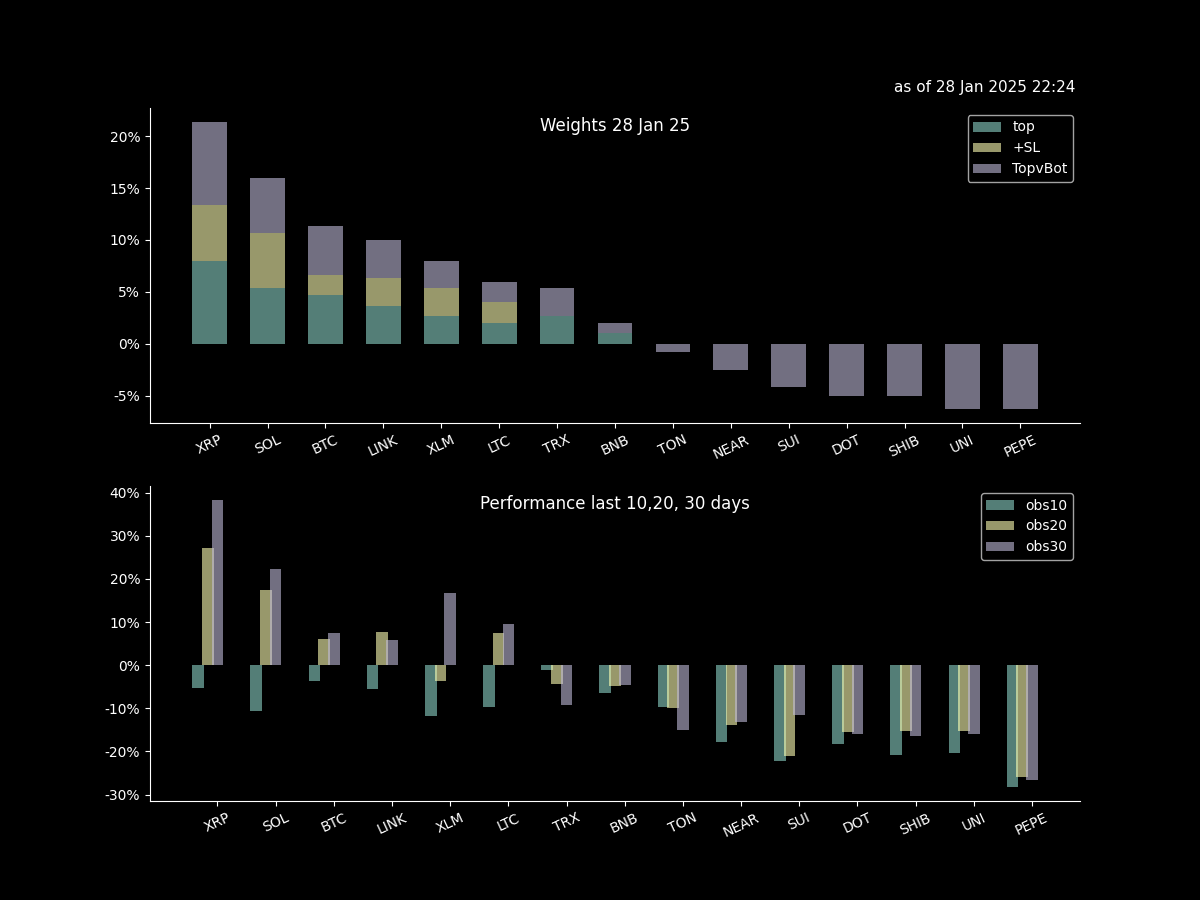 as of 28 Jan 2025 22:24
Weights 28 Jan 25
top
+SL
TopvBot
20%
15%
10%
5%
0%
-5%
XRP SOL BTC LINK XLM LTC TRX BNB TON NEAR SUI DOT SHIB UNI PEPE
Performance last 10,20, 30 days
obs10
obs20
obs30
40%
30%
20%
10%
0%
-10%
-20%
-30%
XRP SOL BTC LINK XLM LTC TRX BNB TON NEAR SUI DOT SHIB UNI PEPE